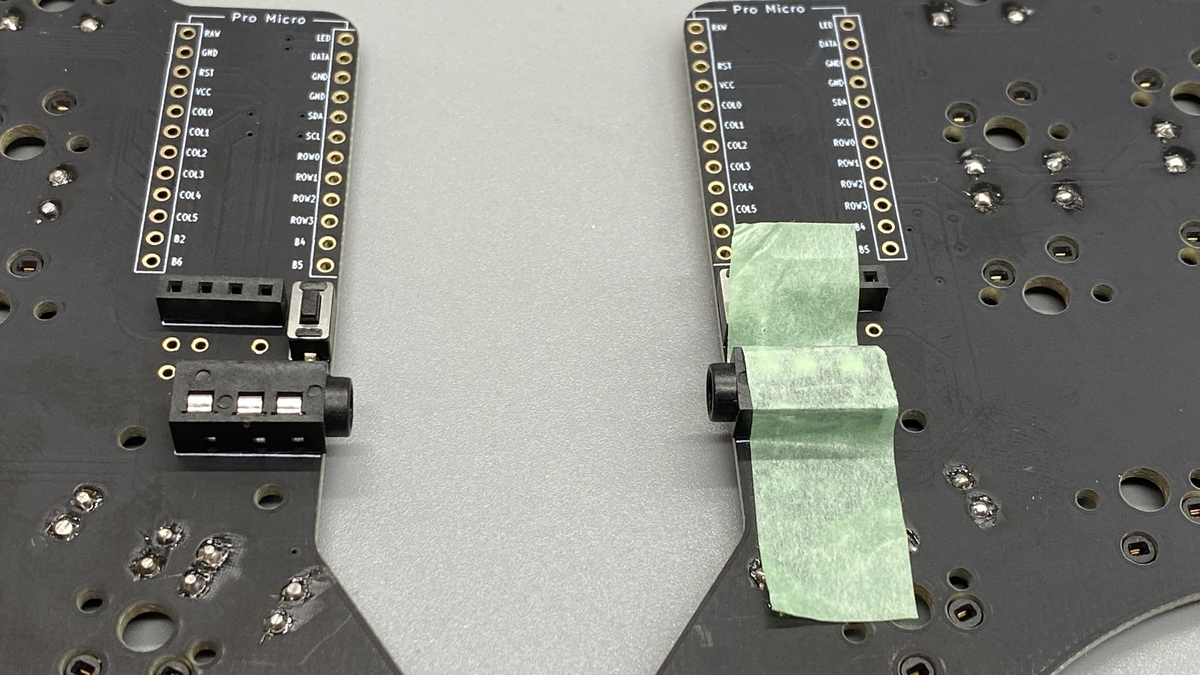 Pro Micro
RAW
LED
GND
DATA
RST
GND
VCC
GND
COL0
SDA
COL1
SCL
COL2
ROW0
COL3
ROW1
COL4
ROW2
COL5
ROW3
B2
B4
B6
B5
Pro Micro
RAW
LED
DATA
RST
GND
VCC
GND
COL0
SDA
COL1
SCL
COL2
ROW0
COL3
ROW1
COL4
ROW2
COL5
ROW3
B4
B5